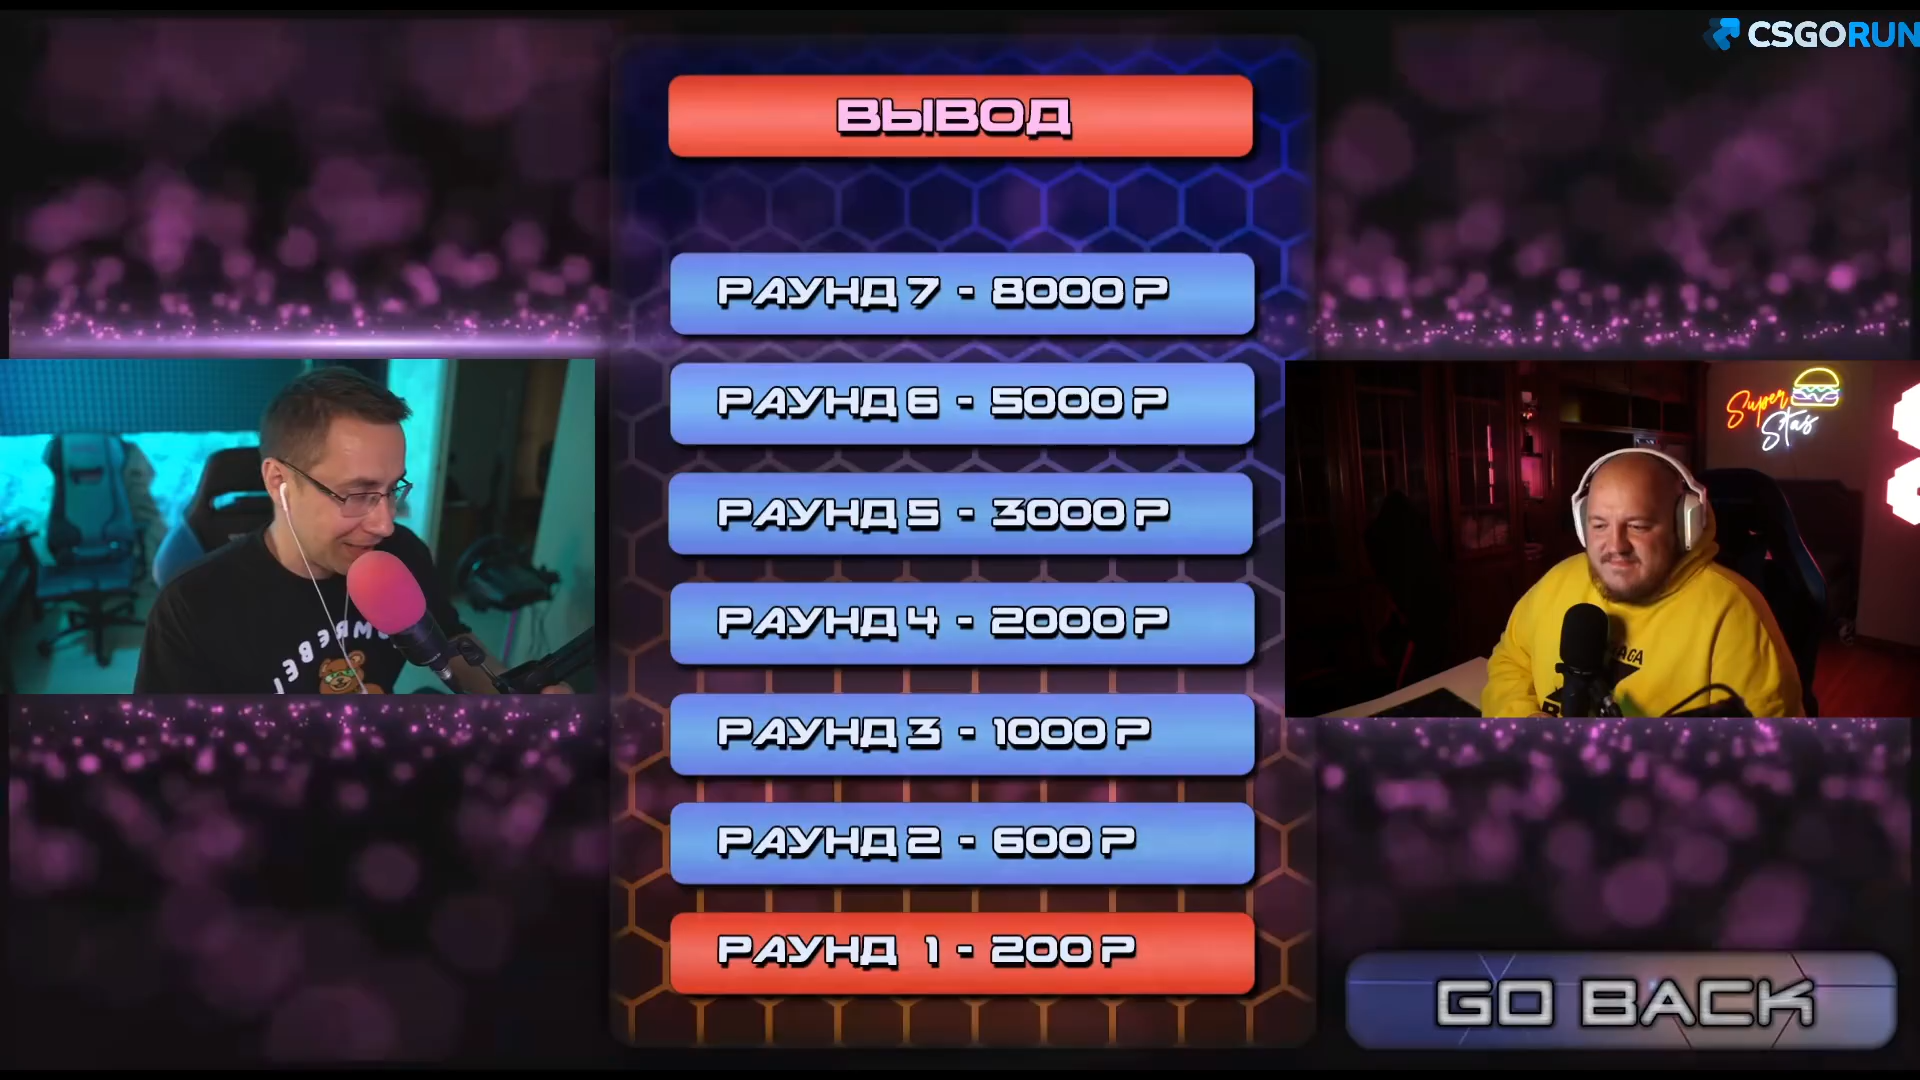 CSGORUN
ВЫВОД
РАУНД 7 - 8000 Р
РАУНД 6 - 5000 Р
РАУНД 5 - 3000 Р
РАУНД 4 - 2000 Р
РАУНД 3 - 1000 Р
РАУНД 2 - 600 Р
РАУНД 1 - 200 Р
Super
Stas
GO BACK